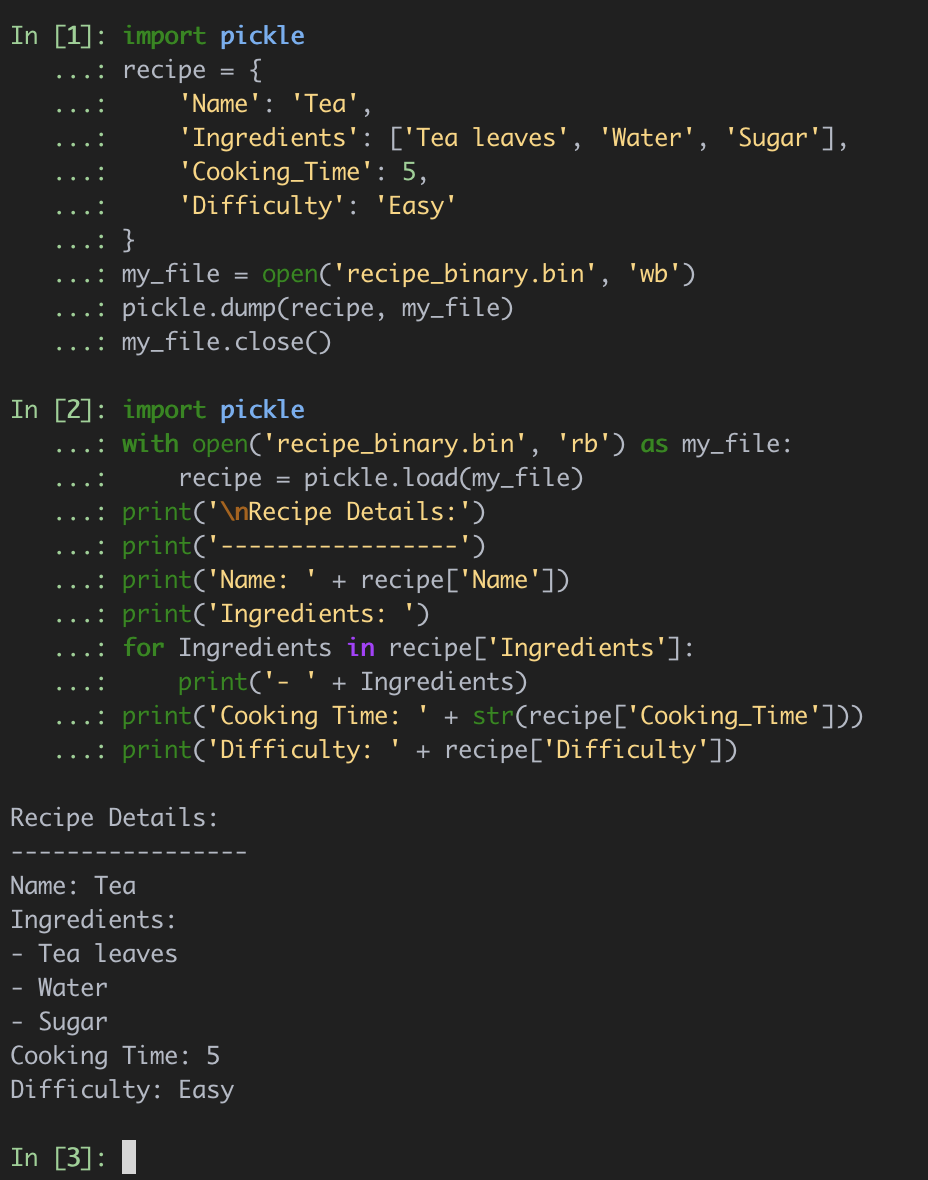 In [1]: import pickle
   ...: recipe = {
   ...:     'Name': 'Tea',
   ...:     'Ingredients': ['Tea leaves', 'Water', 'Sugar'],
   ...:     'Cooking_Time': 5,
   ...:     'Difficulty': 'Easy'
   ...: }
   ...: my_file = open('recipe_binary.bin', 'wb')
   ...: pickle.dump(recipe, my_file)
   ...: my_file.close()
In [2]: import pickle
   ...: with open('recipe_binary.bin', 'rb') as my_file:
   ...:     recipe = pickle.load(my_file)
   ...: print('\nRecipe Details:')
   ...: print('-----------------')
   ...: print('Name: ' + recipe['Name'])
   ...: print('Ingredients: ')
   ...: for Ingredients in recipe['Ingredients']:
   ...:     print('- ' + Ingredients)
   ...: print('Cooking Time: ' + str(recipe['Cooking_Time']))
   ...: print('Difficulty: ' + recipe['Difficulty'])
Recipe Details:
-----------------
Name: Tea
Ingredients:
- Tea leaves
- Water
- Sugar
Cooking Time: 5
Difficulty: Easy
In [3]: